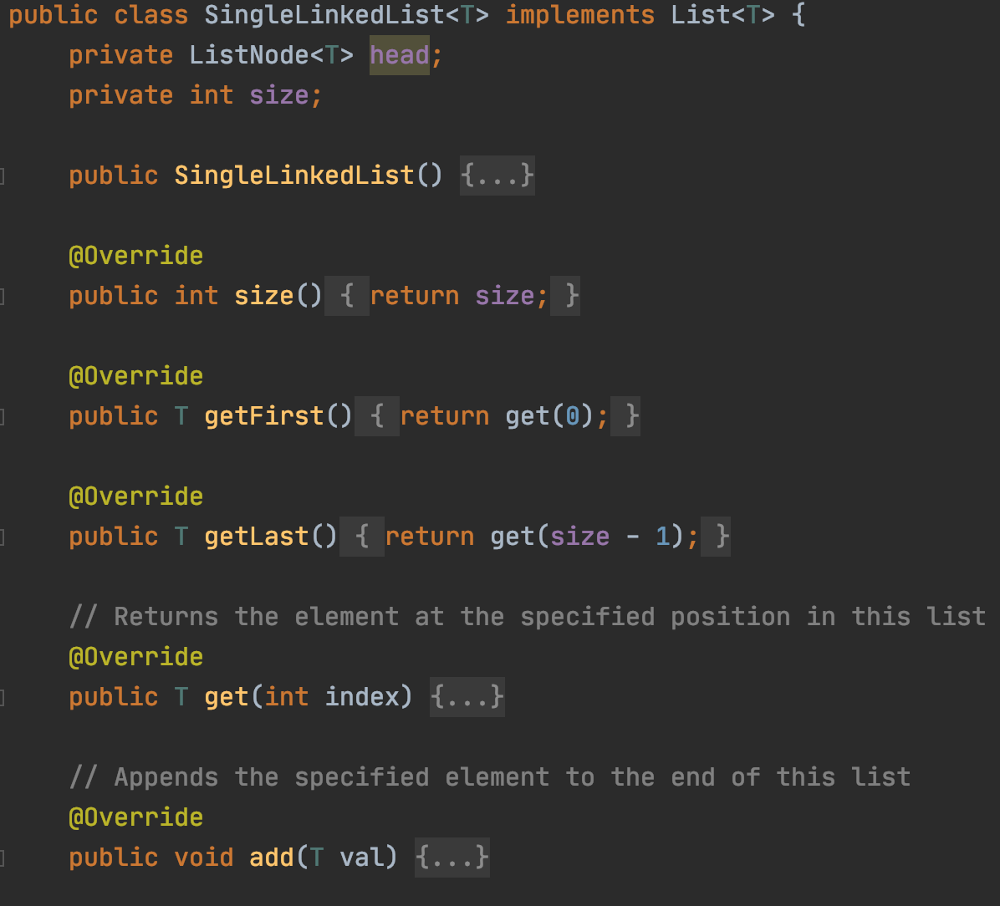 public class SingleLinkedList<T> implements List<T> {
    private ListNode<T> head;
    private int size;
    public SingleLinkedList() {...}
    @Override
    public int size() { return size; }
    @Override
    public T getFirst() { return get(0); }
    @Override
    public T getLast() { return get(size - 1); }
    // Returns the element at the specified position in this list
    @Override
    public T get(int index) {...}
    // Appends the specified element to the end of this list
    @Override
    public void add(T val) {...}